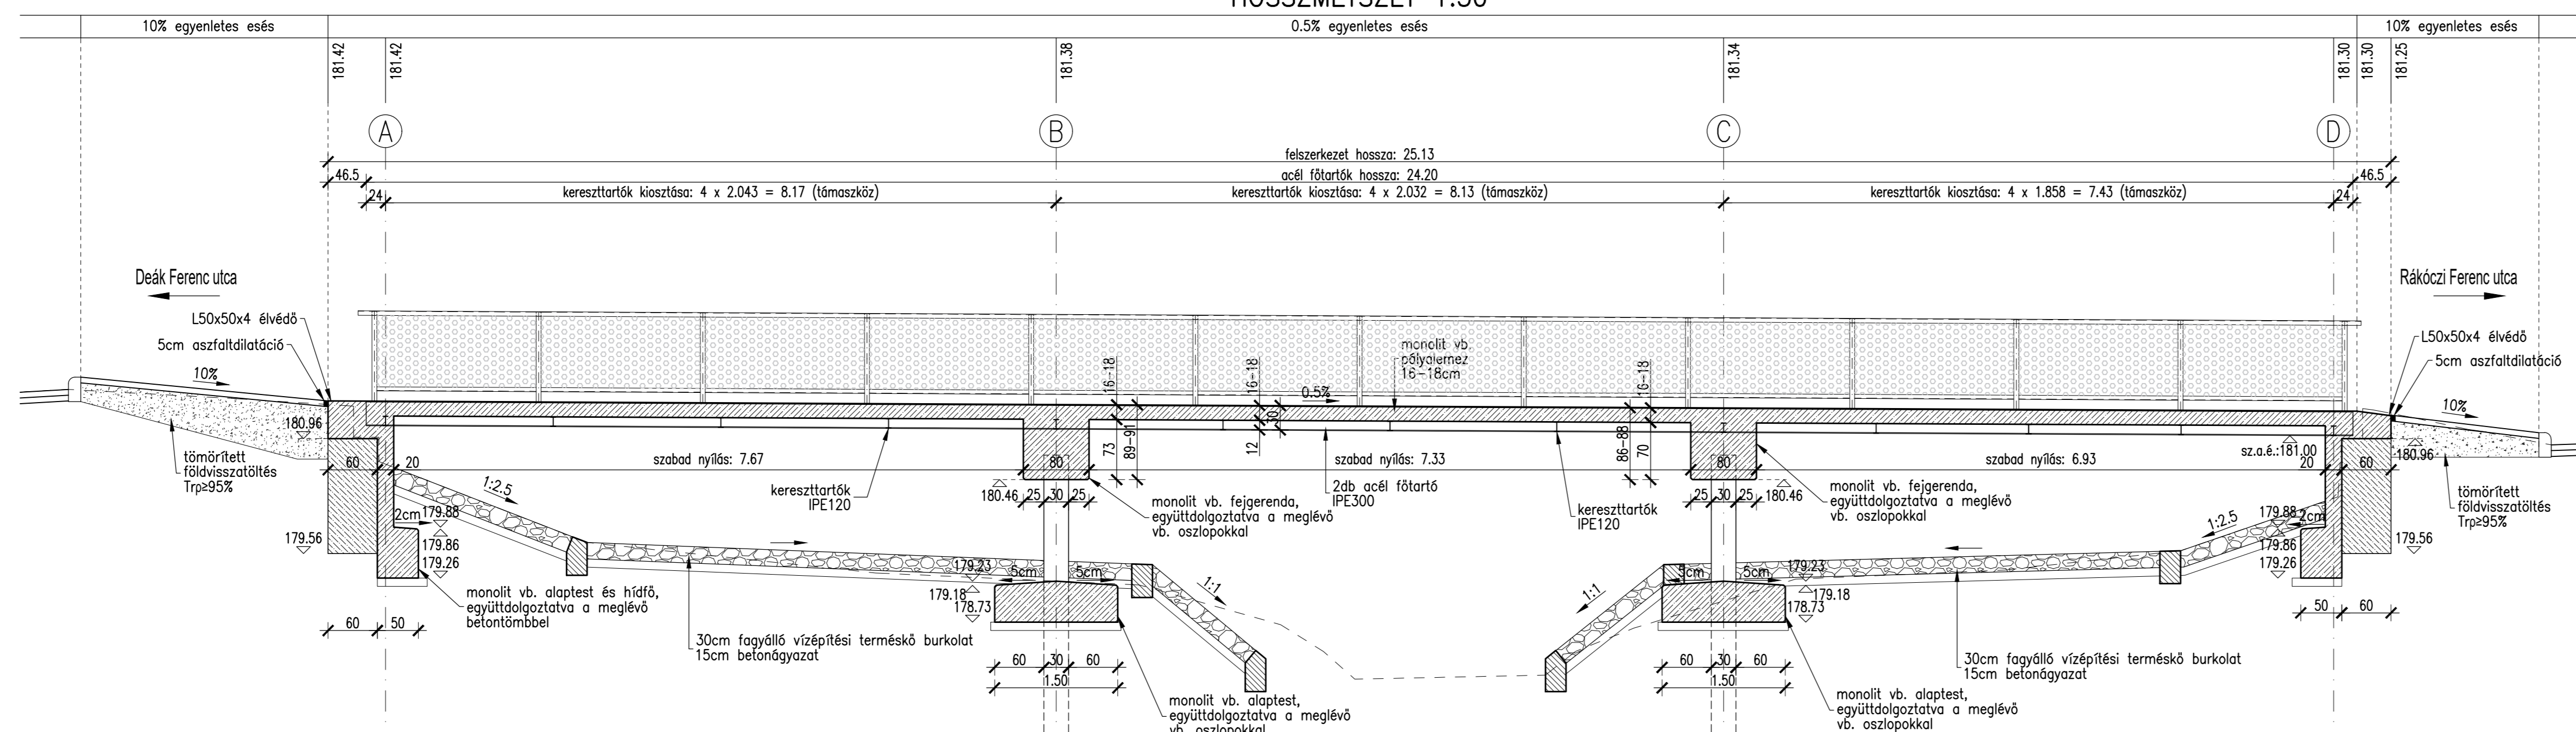 HOSSZMETSZET 1:50
10% egyenletes esés
0.5% egyenletes esés
10% egyenletes esés
181.42
181.42
181.38
181.34
181.30
181.30
181.25
A
B
C
D
felszerkezet hossza: 25.13
46.5
acél főtartók hossza: 24.20
46.5
24
kereszttartók kiosztása: 4 x 2.043 = 8.17 (támaszköz)
kereszttartók kiosztása: 4 x 2.032 = 8.13 (támaszköz)
kereszttartók kiosztása: 4 x 1.858 = 7.43 (támaszköz)
24
Deák Ferenc utca
Rákóczi Ferenc utca
L50x50x4 élvédő
5cm aszfaltdilatáció
10%
L50x50x4 élvédő
5cm aszfaltdilatáció
10%
monolit vb.
pályalemez
16-18cm
16-18
16-18
16-18
0.5%
30
12
73
89-91
86-88
70
180.96
tömörített
földvisszatöltés
Trρ≥95%
60
20
szabad nyílás: 7.67
80
szabad nyílás: 7.33
80
szabad nyílás: 6.93
sz.a.é.:181.00
20
60
180.96
tömörített
földvisszatöltés
Trρ≥95%
1:2.5
kereszttartók
IPE120
180.46
25
30
25
monolit vb. fejgerenda,
együttdolgoztatva a meglévő
vb. oszlopokkal
2db acél főtartó
IPE300
kereszttartók
IPE120
25
30
25
180.46
monolit vb. fejgerenda,
együttdolgoztatva a meglévő
vb. oszlopokkal
1:2.5
2cm
179.88
179.86
179.26
179.56
179.88
2cm
179.86
179.26
179.56
monolit vb. alaptest és hídfő,
együttdolgoztatva a meglévő
betontömbbel
179.23
5cm
5cm
179.18
178.73
1:1
1:1
5cm
5cm
179.23
179.18
178.73
60
50
30cm fagyálló vízépítési terméskő burkolat
15cm betonágyazat
60
30
60
1.50
monolit vb. alaptest,
együttdolgoztatva a meglévő
vb. oszlopokkal
60
30
60
1.50
monolit vb. alaptest,
együttdolgoztatva a meglévő
vb. oszlopokkal
30cm fagyálló vízépítési terméskő burkolat
15cm betonágyazat
50
60